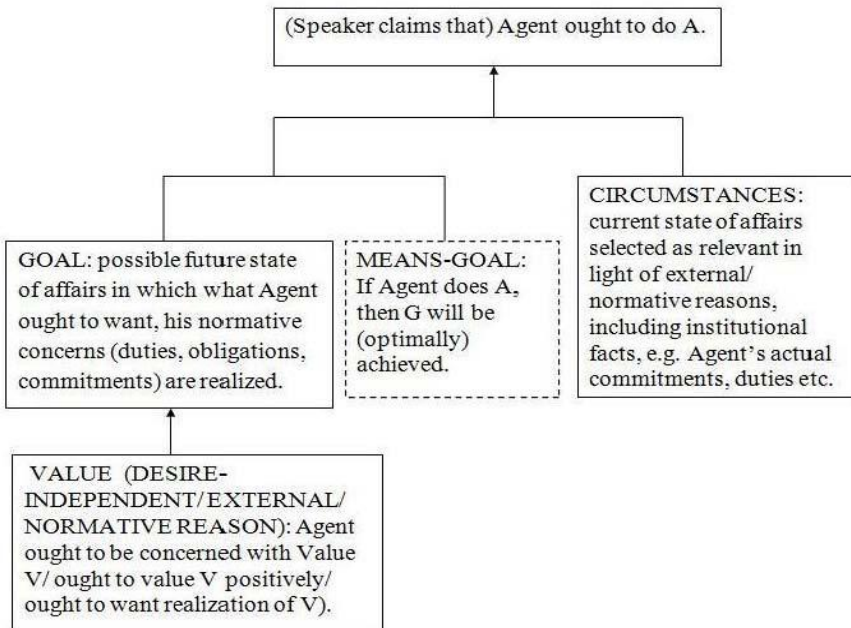 (Speaker claims that) Agent ought to do A.
GOAL: possible future state
of affairs in which what Agent
ought to want, his normative
concerns (duties, obligations,
commitments) are realized.
MEANS-GOAL:
If Agent does A,
then G will be
(optimally)
achieved.
CIRCUMSTANCES:
current state of affairs
selected as relevant in
light of external/
normative reasons,
including institutional
facts, e.g. Agent’s actual
commitments, duties etc.
VALUE (DESIRE-
INDEPENDENT/EXTERNAL/
NORMATIVE REASON): Agent
ought to be concerned with Value
V/ ought to value V positively/
ought to want realization of V).